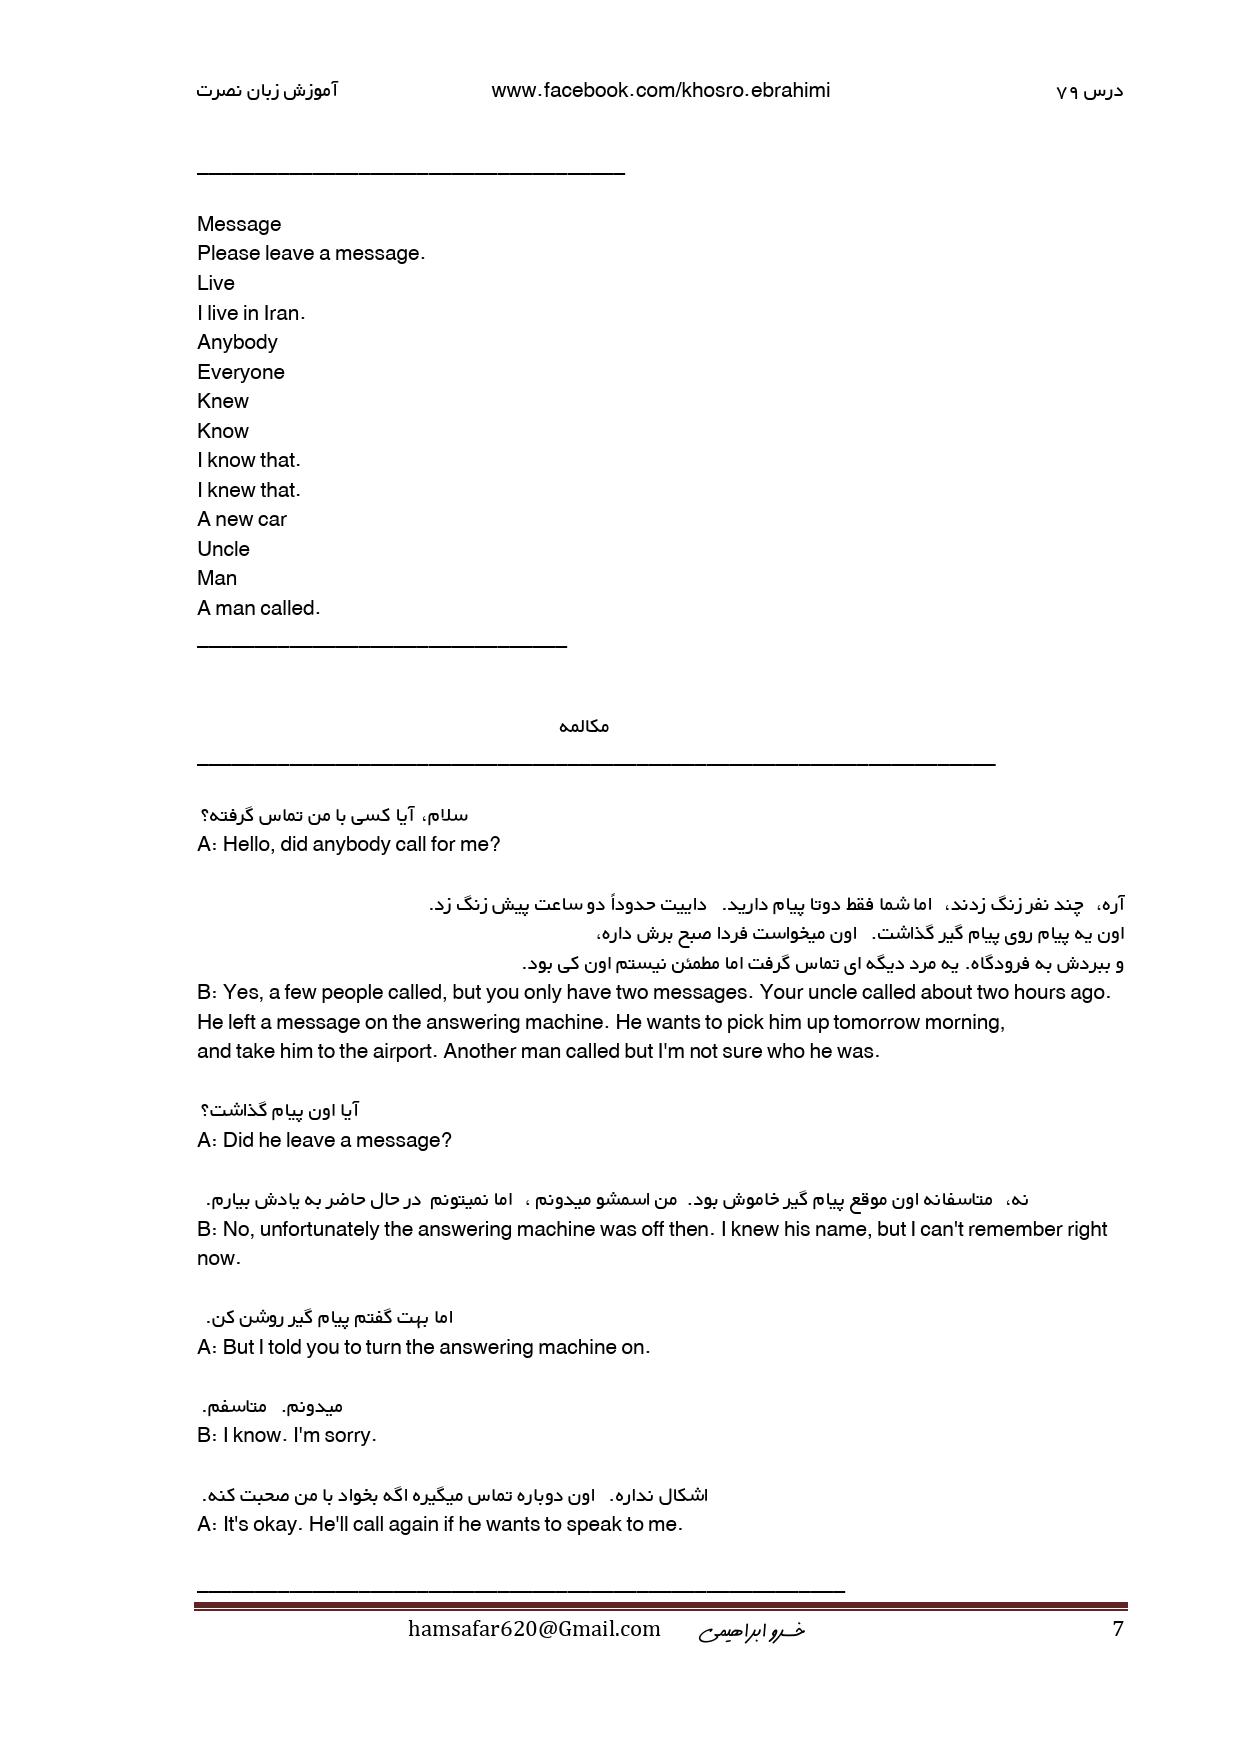 درس ۷۹ www.facebook.com/khosro.ebrahimi آموزش زبان نصرت
_____________________________________
Message
Please leave a message.
Live
I live in Iran.
Anybody
Everyone
Knew
Know
I know that.
I knew that.
A new car
Uncle
Man
A man called.
________________________________
مکالمه
_____________________________________________________________________
سلام، آیا کسی با من تماس گرفته؟
A: Hello, did anybody call for me?
آره، چند نفر زنگ زدند، اما شما فقط دوتا پیام دارید. داییت حدوداً دو ساعت پیش زنگ زد.
اون یه پیام روی پیام گیر گذاشت. اون میخواست فردا صبح برش داره،
و ببردش به فرودگاه. یه مرد دیگه ای تماس گرفت اما مطمئن نیستم اون کی بود.
B: Yes, a few people called, but you only have two messages. Your uncle called about two hours ago.
He left a message on the answering machine. He wants to pick him up tomorrow morning,
and take him to the airport. Another man called but I'm not sure who he was.
آیا اون پیام گذاشت؟
A: Did he leave a message?
نه، متاسفانه اون موقع پیام گیر خاموش بود. من اسمشو میدونم ، اما نمیتونم در حال حاضر به یادش بیارم.
B: No, unfortunately the answering machine was off then. I knew his name, but I can't remember right
now.
اما بهت گفتم پیام گیر روشن کن.
A: But I told you to turn the answering machine on.
میدونم. متاسفم.
B: I know. I'm sorry.
اشکال نداره. اون دوباره تماس میگیره اگه بخواد با من صحبت کنه.
A: It's okay. He'll call again if he wants to speak to me.
________________________________________________________
hamsafar620@Gmail.com خسرو ابراهیمی 7